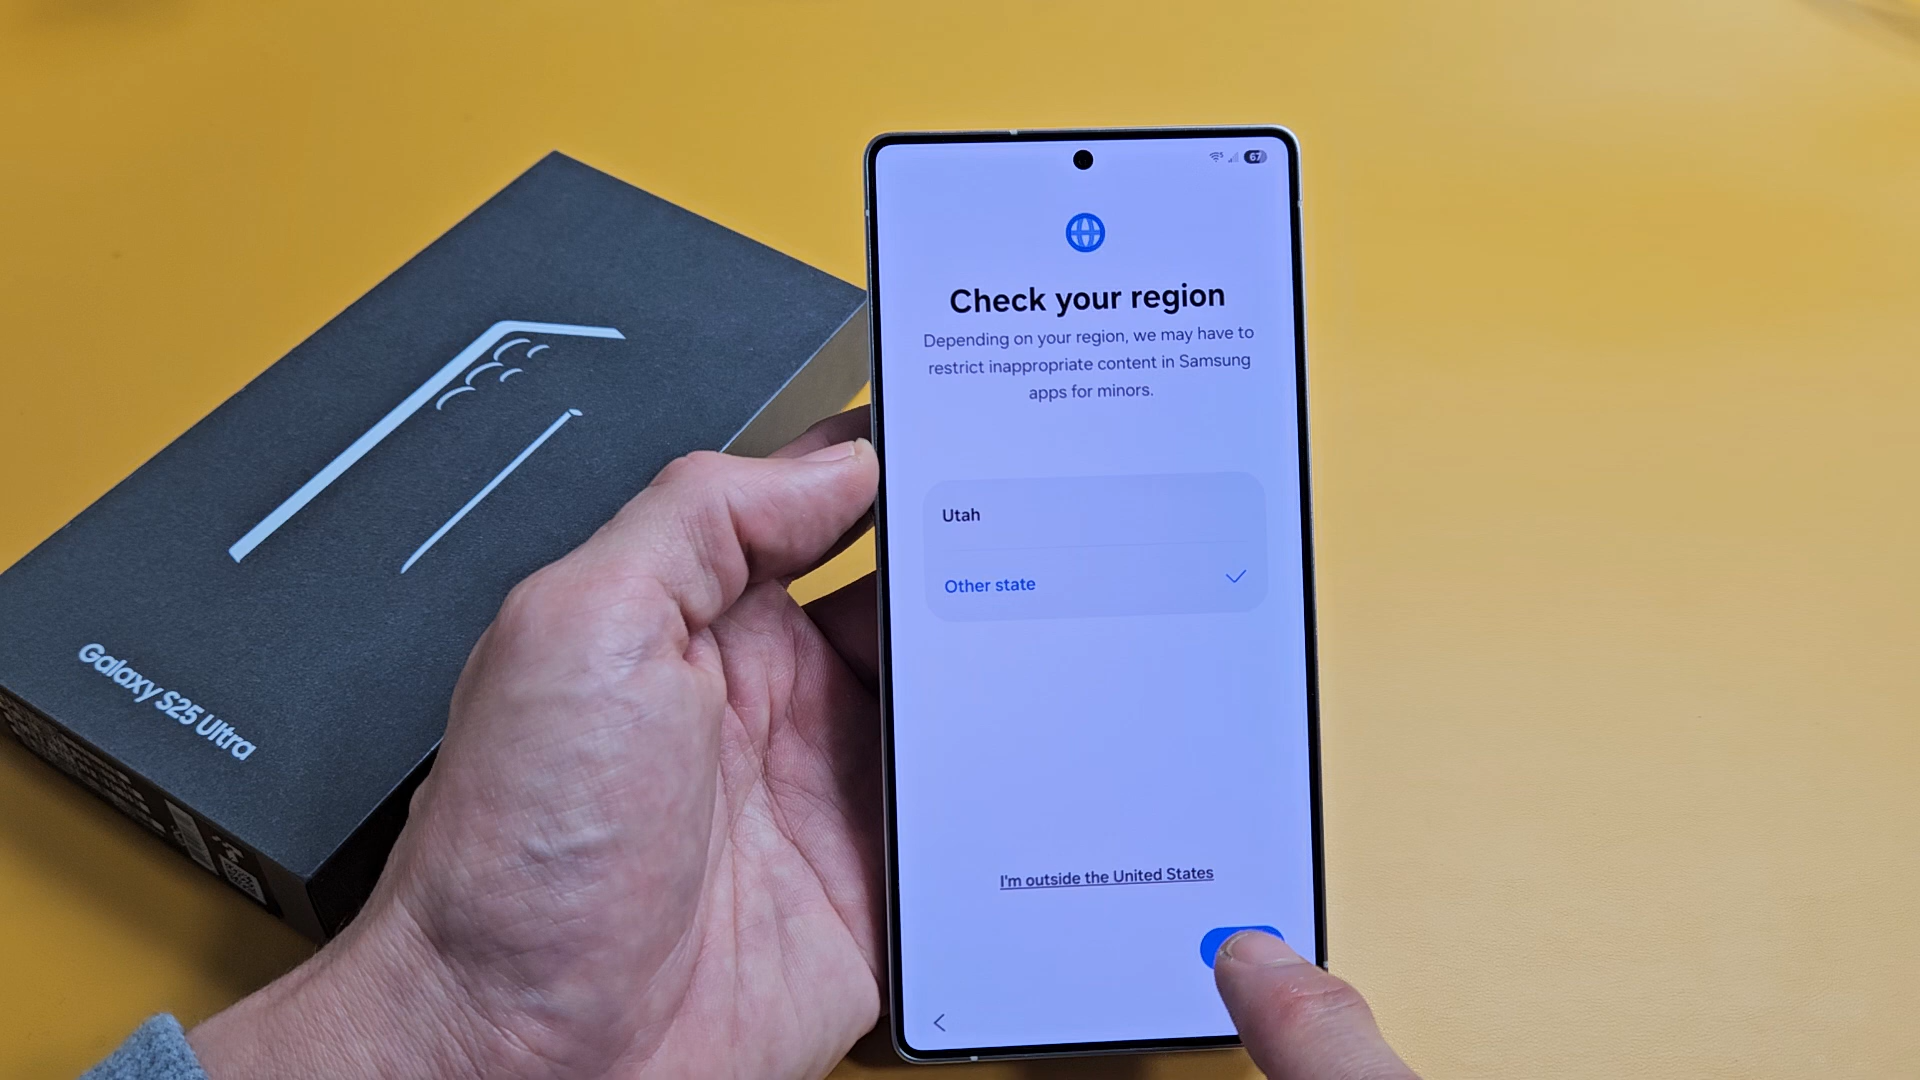 67
Check your region
Depending on your region, we may have to
restrict inappropriate content in Samsung
apps for minors.
Utah
Other state
I'm outside the United States
Galaxy S25 Ultra